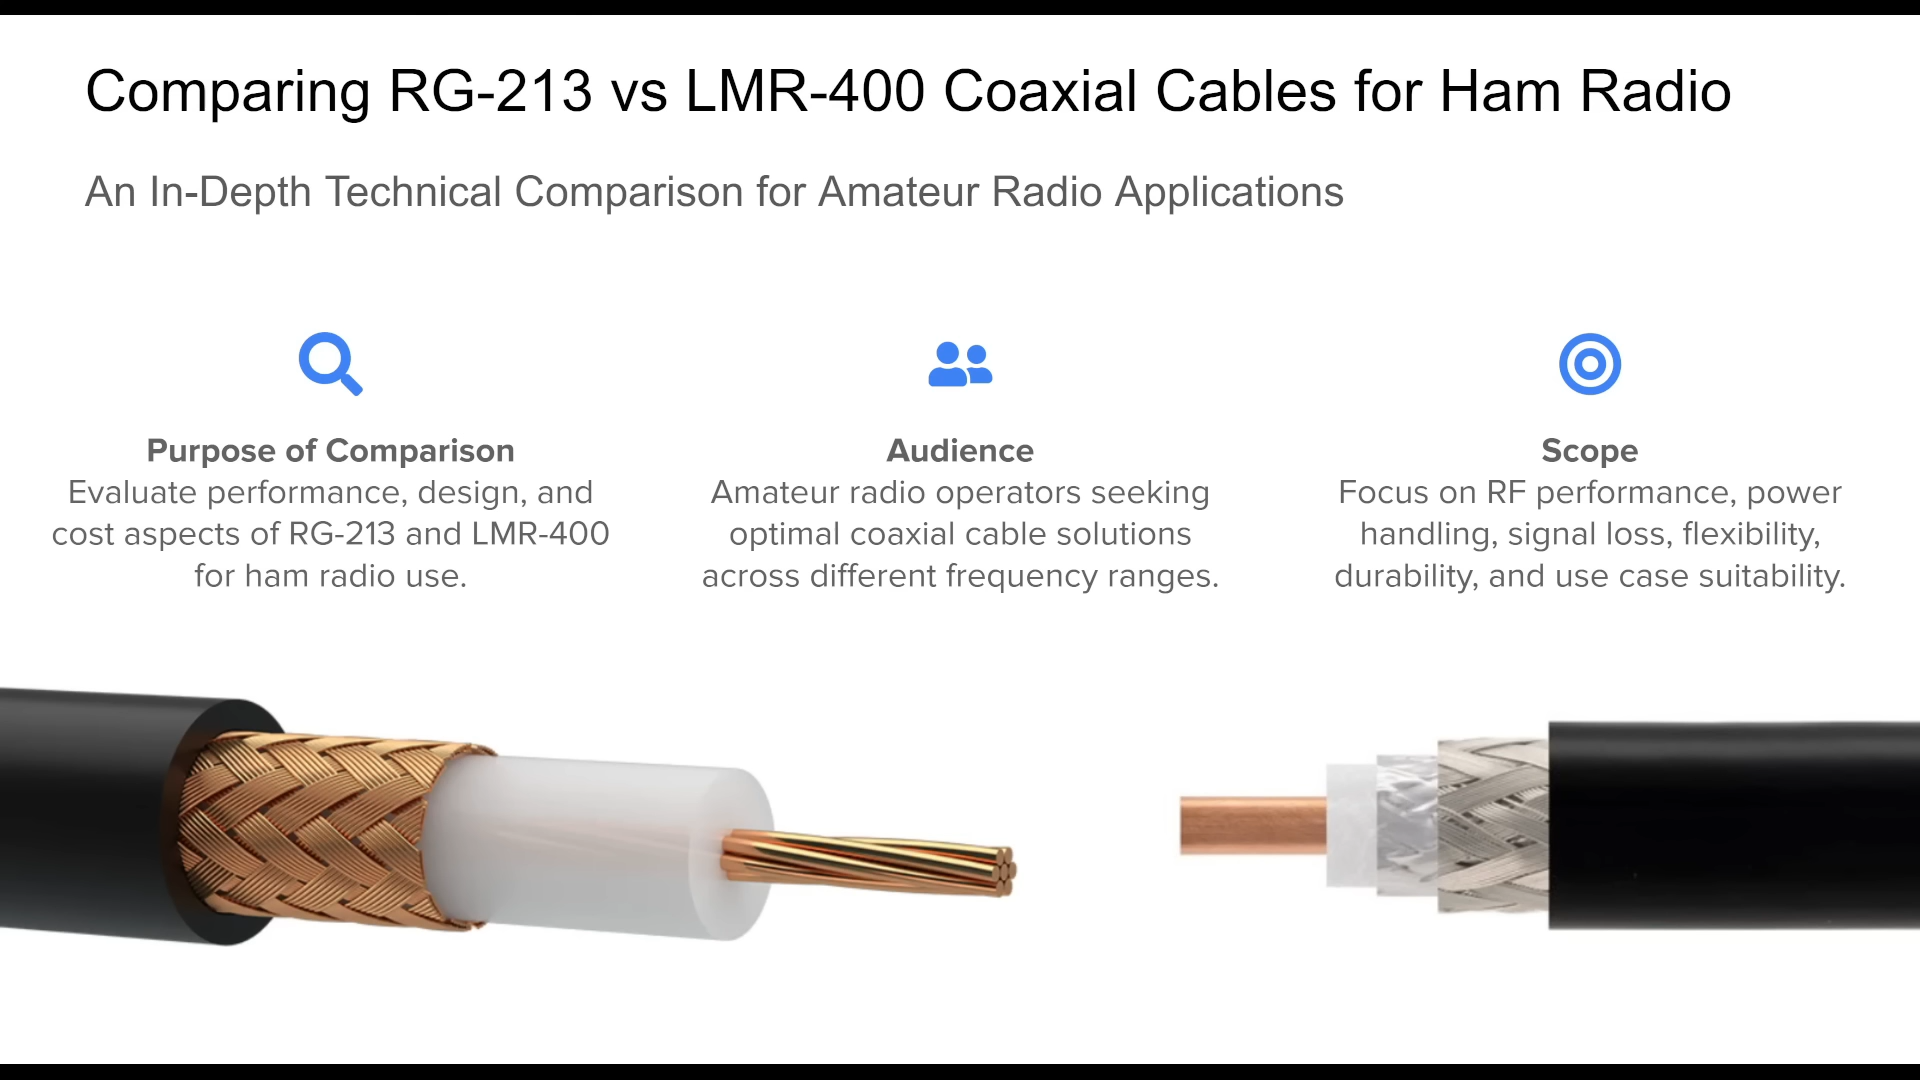 Comparing RG-213 vs LMR-400 Coaxial Cables for Ham Radio
An In-Depth Technical Comparison for Amateur Radio Applications
Purpose of Comparison
Evaluate performance, design, and
cost aspects of RG-213 and LMR-400
for ham radio use.
Audience
Amateur radio operators seeking
optimal coaxial cable solutions
across different frequency ranges.
Scope
Focus on RF performance, power
handling, signal loss, flexibility,
durability, and use case suitability.